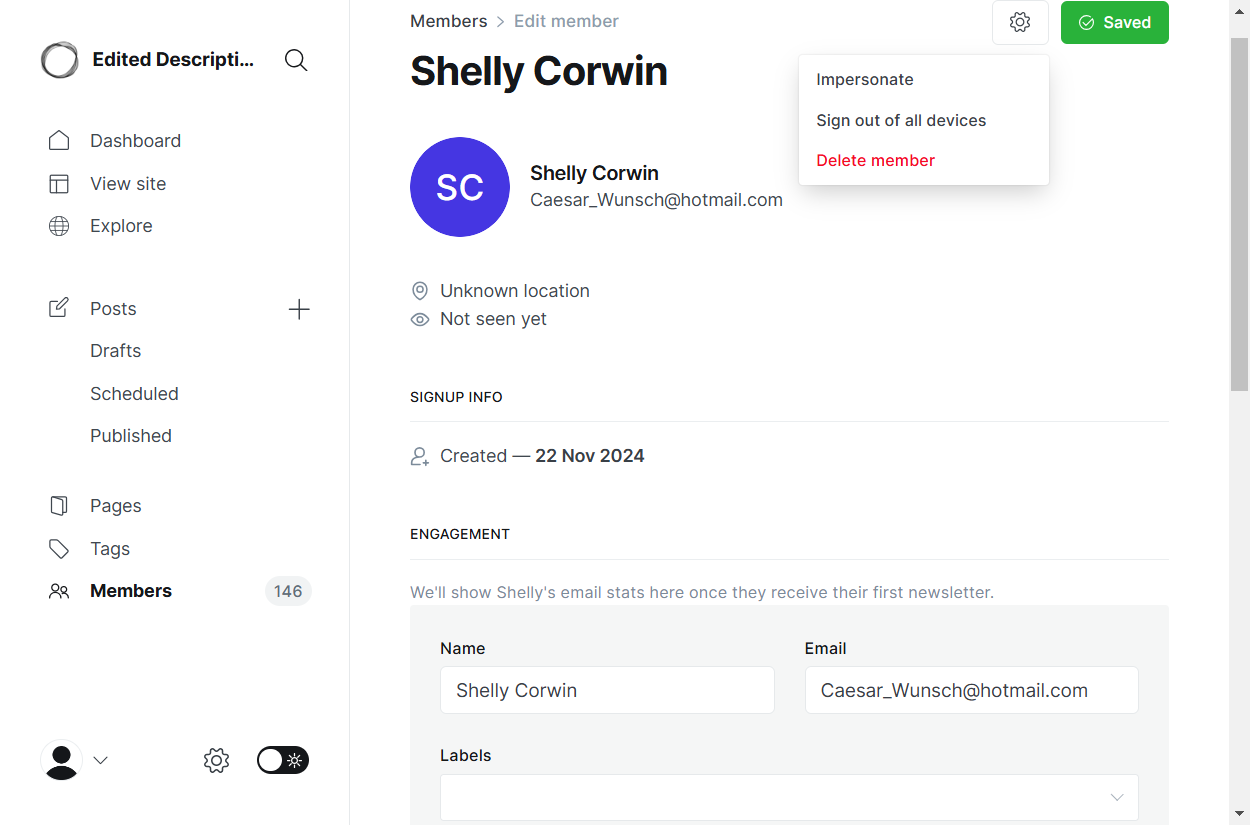 Edited Descripti...
Dashboard
View site
Explore
Posts
Drafts
Scheduled
Published
Pages
Tags
Members 146
Members > Edit member
Saved
Shelly Corwin
Impersonate
Sign out of all devices
Delete member
SC
Shelly Corwin
Caesar_Wunsch@hotmail.com
Unknown location
Not seen yet
SIGNUP INFO
Created — 22 Nov 2024
ENGAGEMENT
We'll show Shelly's email stats here once they receive their first newsletter.
Name
Shelly Corwin
Email
Caesar_Wunsch@hotmail.com
Labels